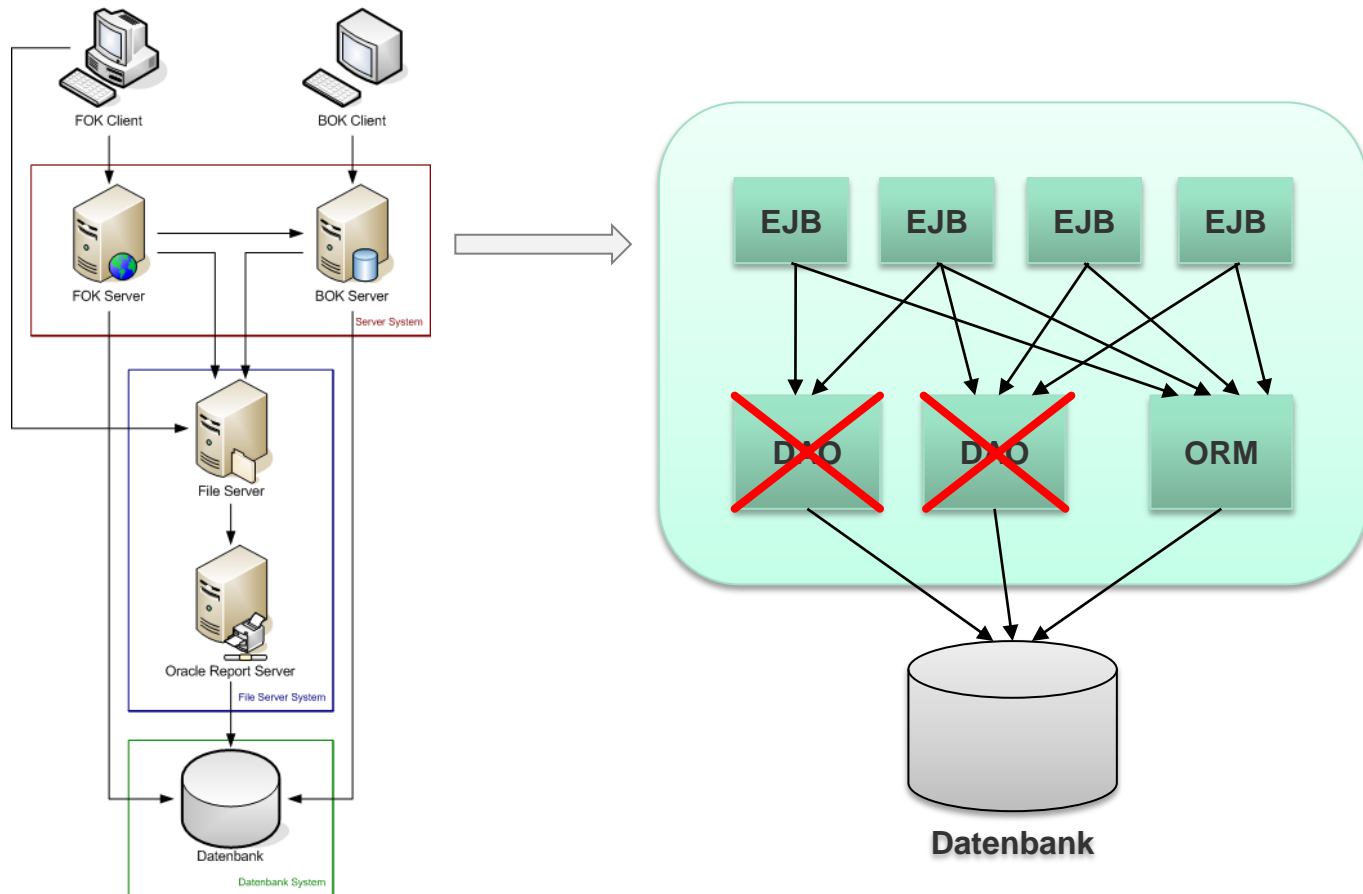 FOK Client
BOK Client
FOK Server
BOK Server
Server System
File Server
Oracle Report Server
File Server System
Datenbank
Datenbank System
EJB
EJB
EJB
EJB
DAO
DAO
ORM
Datenbank